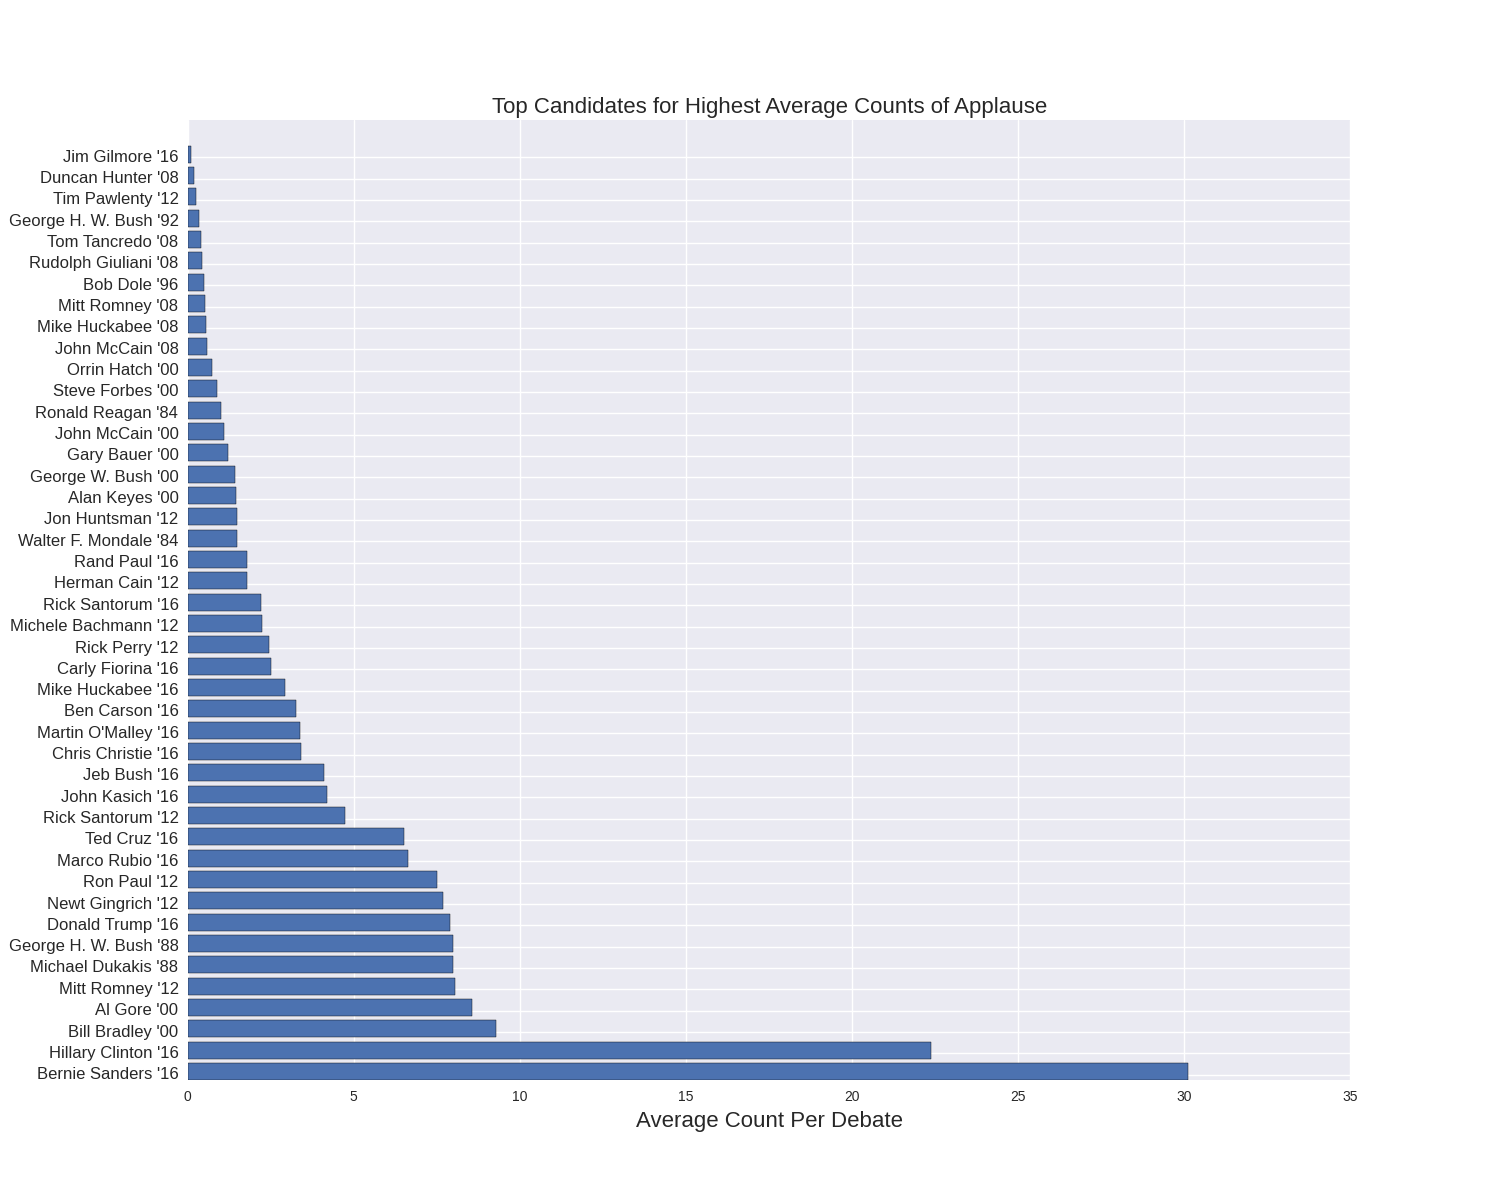 Top Candidates for Highest Average Counts of Applause
Jim Gilmore '16
Duncan Hunter '08
Tim Pawlenty '12
George H. W. Bush '92
Tom Tancredo '08
Rudolph Giuliani '08
Bob Dole '96
Mitt Romney '08
Mike Huckabee '08
John McCain '08
Orrin Hatch '00
Steve Forbes '00
Ronald Reagan '84
John McCain '00
Gary Bauer '00
George W. Bush '00
Alan Keyes '00
Jon Huntsman '12
Walter F. Mondale '84
Rand Paul '16
Herman Cain '12
Rick Santorum '16
Michele Bachmann '12
Rick Perry '12
Carly Fiorina '16
Mike Huckabee '16
Ben Carson '16
Martin O'Malley '16
Chris Christie '16
Jeb Bush '16
John Kasich '16
Rick Santorum '12
Ted Cruz '16
Marco Rubio '16
Ron Paul '12
Newt Gingrich '12
Donald Trump '16
George H. W. Bush '88
Michael Dukakis '88
Mitt Romney '12
Al Gore '00
Bill Bradley '00
Hillary Clinton '16
Bernie Sanders '16
0 5 10 15 20 25 30 35
Average Count Per Debate